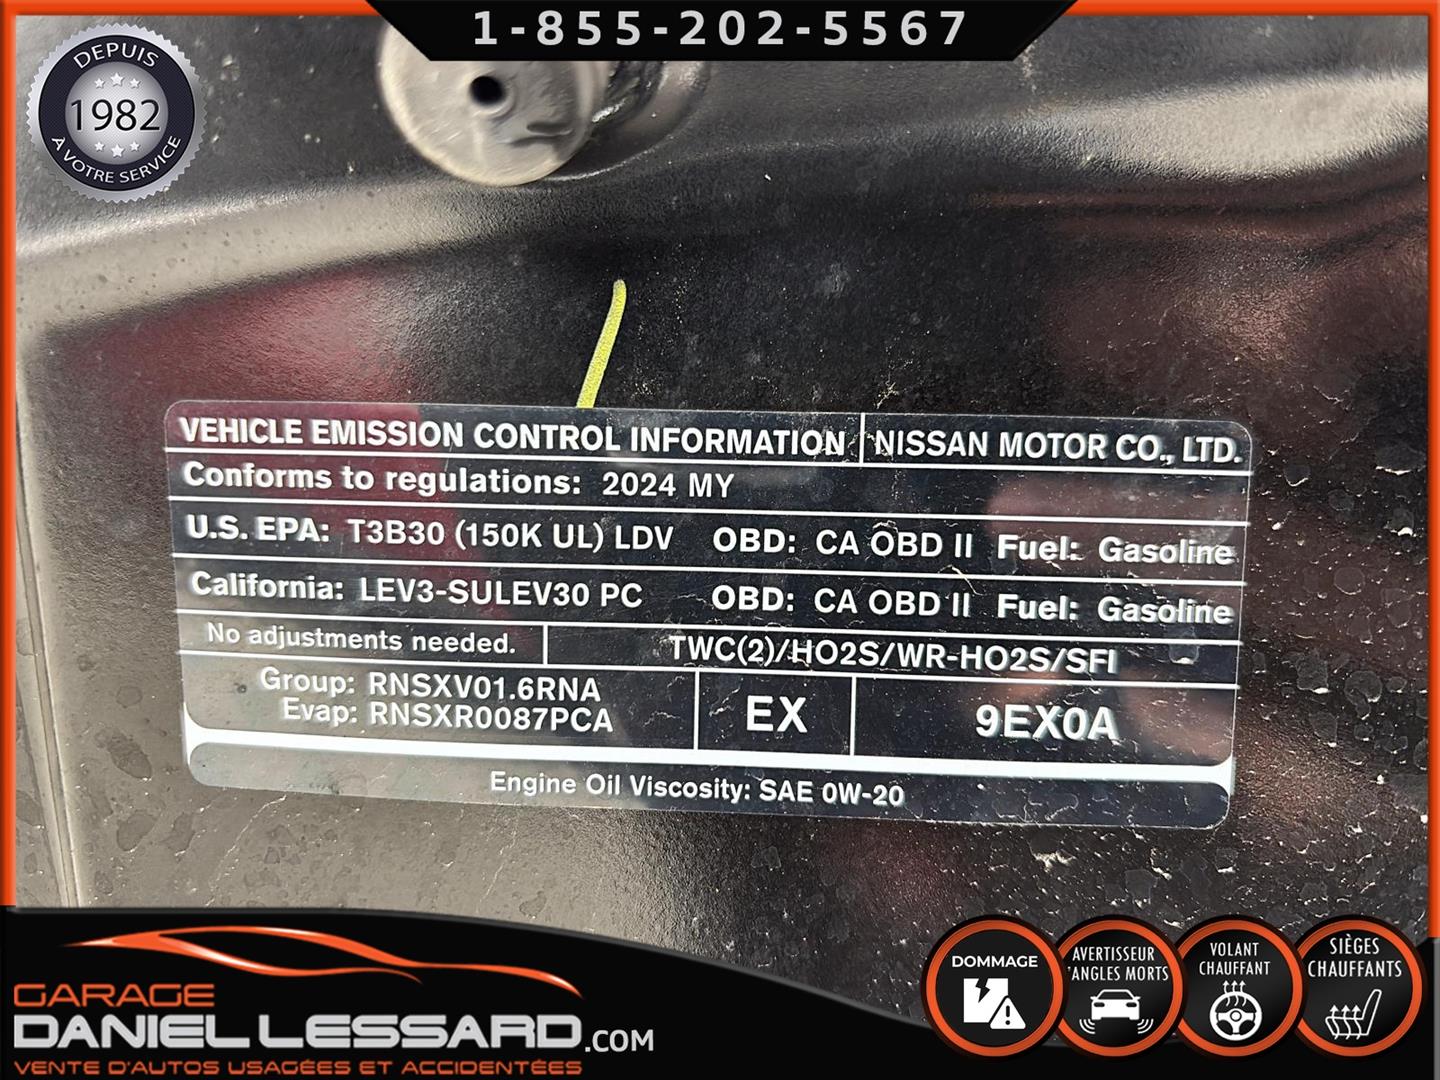 1-855-202-5567
DEPUIS
1982
À VOTRE SERVICE
VEHICLE EMISSION CONTROL INFORMATION NISSAN MOTOR CO., LTD.
Conforms to regulations: 2024 MY
U.S. EPA: T3B30 (150K UL) LDV OBD: CA OBD II Fuel: Gasoline
California: LEV3-SULEV30 PC OBD: CA OBD II Fuel: Gasoline
No adjustments needed. TWC(2)/HO2S/WR-HO2S/SFI
Group: RNSXV01.6RNA
Evap: RNSXR0087PCA
EX
9EX0A
Engine Oil Viscosity: SAE 0W-20
GARAGE
DANIEL LESSARD.COM
VENTE D'AUTOS USAGÉES ET ACCIDENTÉES
DOMMAGE
AVERTISSEUR
'ANGLES MORTS
VOLANT
CHAUFFANT
SIÈGES
CHAUFFANTS